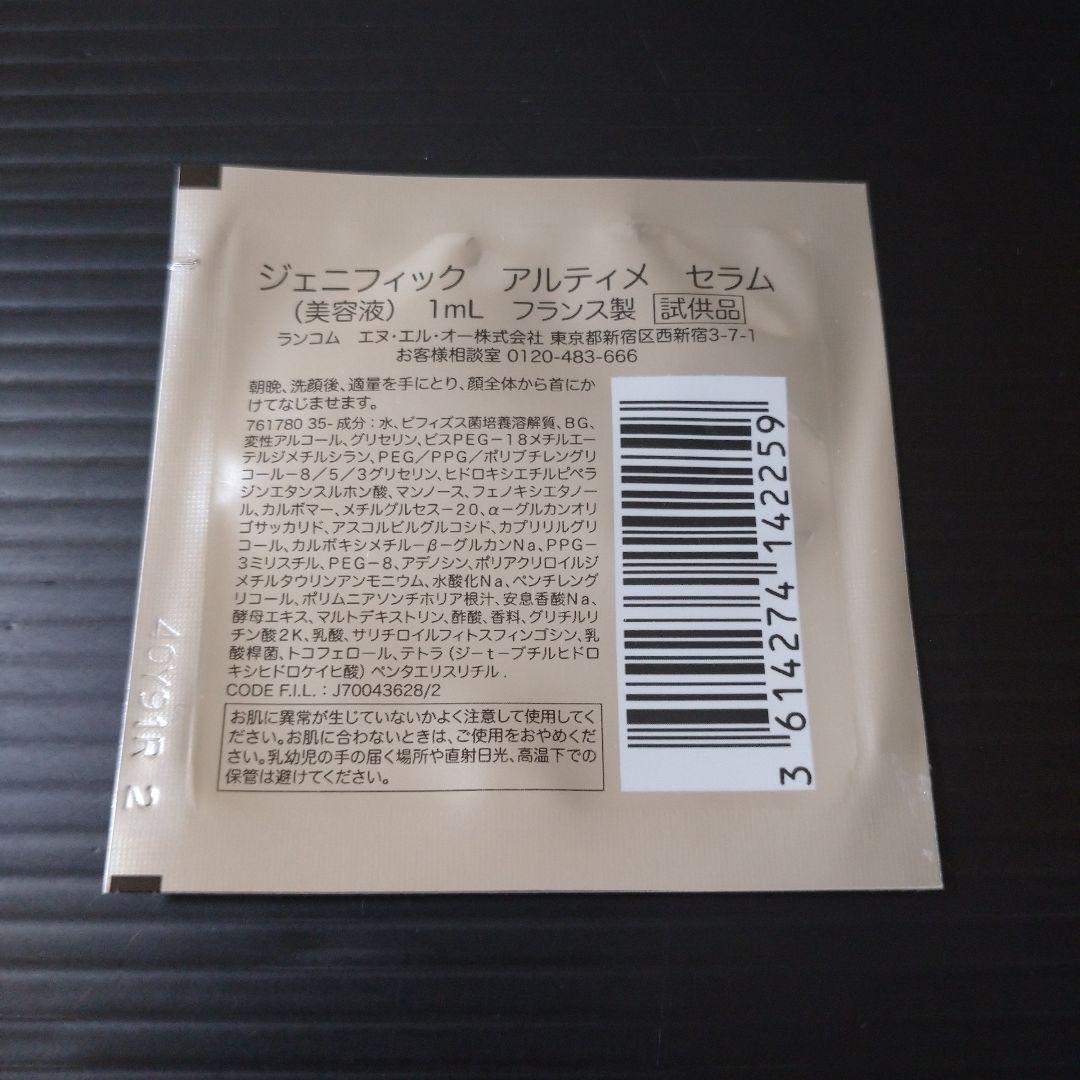 ジェニフィック アルティメ セラム
（美容液） 1mL フランス製 試供品
ランコム エヌ・エル・オー株式会社 東京都新宿区西新宿3-7-1
お客様相談室 0120-483-666
朝晩、洗顔後、適量を手にとり、顔全体から首にか
けてなじませます。
761780 35- 成分：水、ビフィズス菌培養溶解質、BG、
変性アルコール、グリセリン、ビスPEG－18メチルエー
テルジメチルシラン、PEG／PPG／ポリブチレングリ
コール－8／5／3グリセリン、ヒドロキシエチルピペラ
ジンエタンスルホン酸、マンノース、フェノキシエタノー
ル、カルボマー、メチルグルセス－20、α－グルカンオリ
ゴサッカリド、アスコルビルグルコシド、カプリリルグリ
コール、カルボキシメチル－β－グルカンNa、PPG－
3ミリスチル、PEG－8、アデノシン、ポリアクリロイルジ
メチルタウリンアンモニウム、水酸化Na、ペンチレング
リコール、ポリムニアソンチホリア根汁、安息香酸Na、
酵母エキス、マルトデキストリン、酢酸、香料、グリチルリ
チン酸2K、乳酸、サリチロイルフィトスフィンゴシン、乳
酸桿菌、トコフェロール、テトラ（ジ－t－ブチルヒドロ
キシヒドロケイヒ酸）ペンタエリスリチル .
CODE F.I.L. : J70043628/2
お肌に異常が生じていないかよく注意して使用してく
ださい。お肌に合わないときは、ご使用をおやめくだ
さい。乳幼児の手の届く場所や直射日光、高温下での
保管は避けてください。
3 614274 142259
40Y91R 2